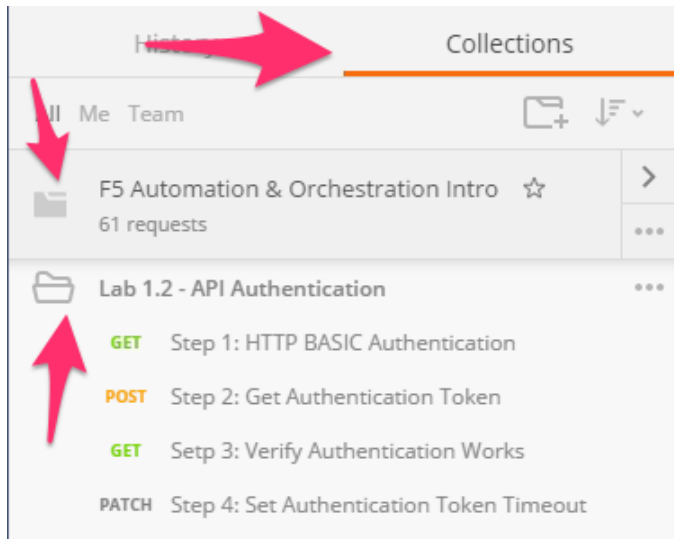 History
Collections
All Me Team
F5 Automation & Orchestration Intro
61 requests
Lab 1.2 - API Authentication
GET Step 1: HTTP BASIC Authentication
POST Step 2: Get Authentication Token
GET Setp 3: Verify Authentication Works
PATCH Step 4: Set Authentication Token Timeout